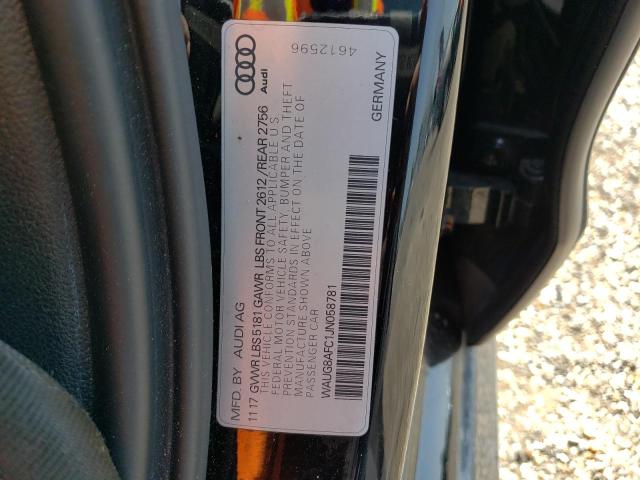 4612596
Audi
GERMANY
MFD. BY AUDI AG
11 17 GVWR LBS 5181 GAWR LBS FRONT 2612 /REAR 2756
THIS VEHICLE CONFORMS TO ALL APPLICABLE U.S.
FEDERAL MOTOR VEHICLE SAFETY, BUMPER AND THEFT
PREVENTION STANDARDS IN EFFECT ON THE DATE OF
MANUFACTURE SHOWN ABOVE
PASSENGER CAR
WAUG8AFC1JN058781